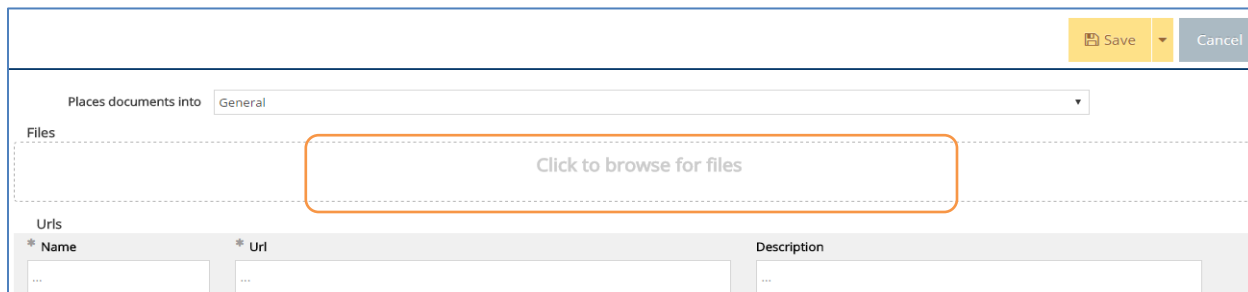 Save Cancel
Places documents into General
Files
Click to browse for files
Urls
* Name * Url Description
... ... ...